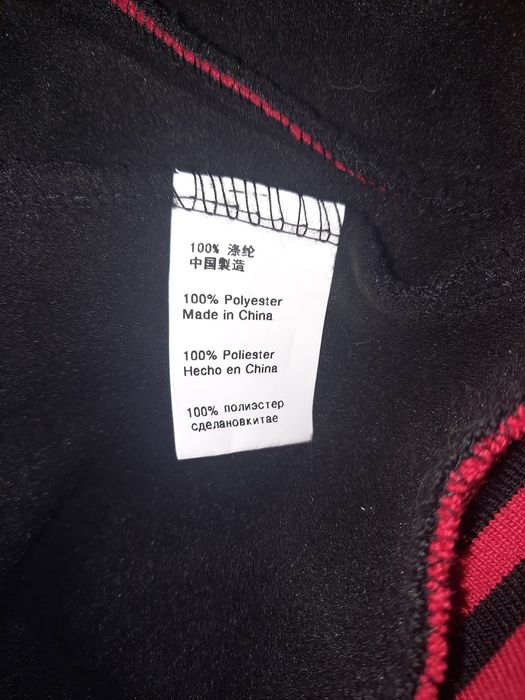 100% 涤纶
中国製造
100% Polyester
Made in China
100% Poliester
Hecho en China
100% полиэстер
сделановкитае